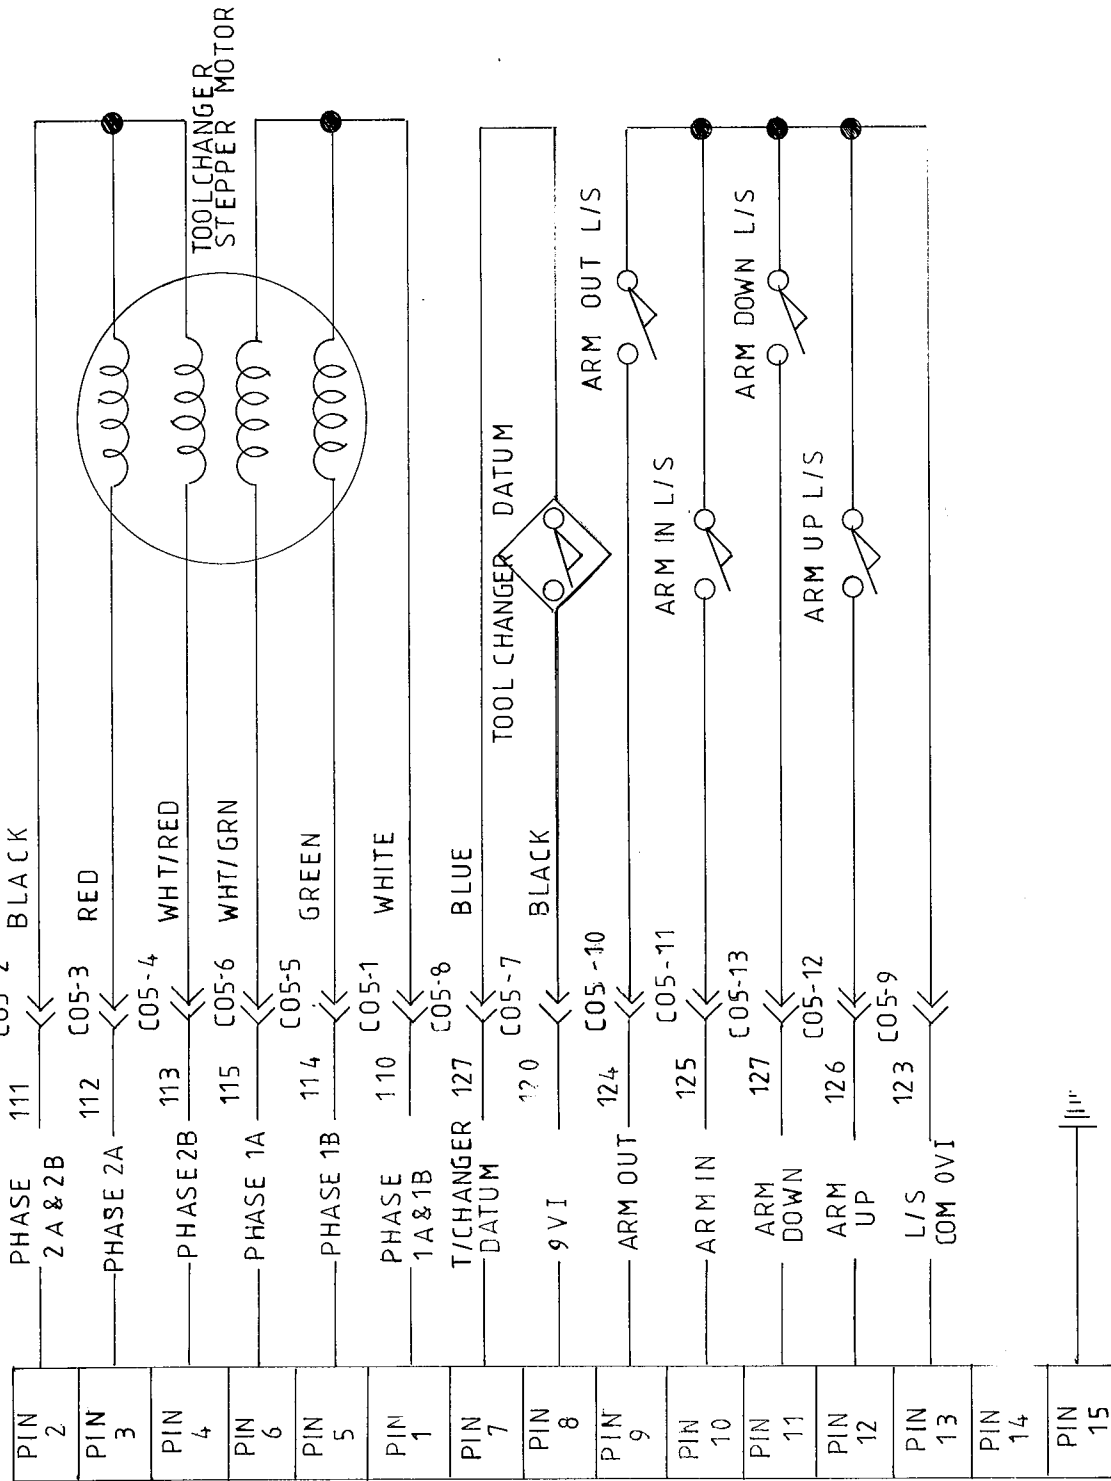 TOOLCHANGER
STEPPER MOTOR
PIN
2
PHASE
2A & 2B
111
BLACK
PIN
3
PHASE 2A
112
C05-3
RED
PIN
4
PHASE 2B
113
C05-4
WHT/RED
PIN
6
PHASE 1A
115
C05-6
WHT/GRN
PIN
5
PHASE 1B
114
C05-5
GREEN
PIN
1
PHASE
1A&1B
110
C05-1
WHITE
PIN
7
T/CHANGER
DATUM
127
C05-8
BLUE
TOOL CHANGER DATUM
PIN
8
9VI
C05-7
BLACK
PIN
9
ARM OUT
124
C05-10
ARM OUT L/S
PIN
10
ARM IN
125
C05-11
ARM IN L/S
PIN
11
ARM
DOWN
127
C05-13
ARM DOWN L/S
PIN
12
ARM
UP
126
C05-12
ARM UP L/S
PIN
13
L/S
COM 0VI
123
C05-9
PIN
14
PIN
15